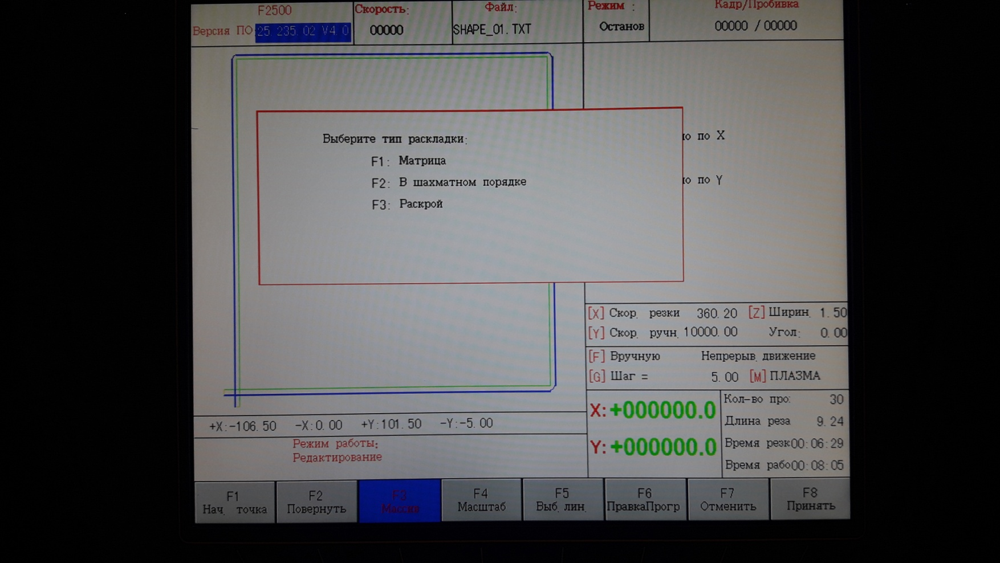 F2500
Версия ПО 25.235.02 V4.0
Скорость:
00000
Файл:
SHAPE_01.TXT
Режим :
Останов
Кадр/Пробивка
00000 /00000
Выберите тип раскладки:
F1: Матрица
F2: В шахматном порядке
F3: Раскрой
по X
по Y
[X] Скор. резки 360.20 [Z] Ширин. 1.50
[Y] Скор. ручн. 10000.00 Угол: 0.00
[F] Вручную Непрерыв. движение
[G] Шаг = 5.00 [M] ПЛАЗМА
X:+000000.0
Y:+000000.0
Кол-во про: 30
Длина реза 9.24
Время резк00:06:29
Время рабо00:08:05
+X:-106.50 -X:0.00 +Y:101.50 -Y:-5.00
Режим работы:
Редактирование
F1
Нач. точка
F2
Повернуть
F3
Массив
F4
Масштаб
F5
Выб. лин.
F6
ПравкаПрогр
F7
Отменить
F8
Принять